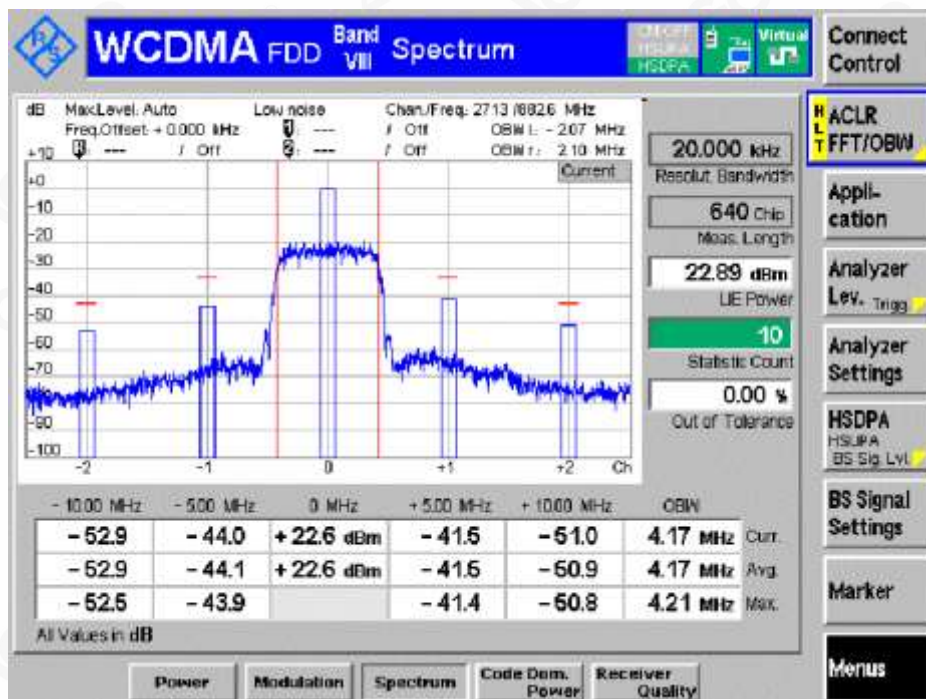 WCDMA FDD Band VIII Spectrum
HSDPA
Virtual
Connect Control
dB Max.Level: Auto Low noise Chan./Freq.: 2713 /882.6 MHz
Freq.Offset: + 0.000 kHz 1: --- / Off OBW l: - 2.07 MHz
R: --- / Off 2: --- / Off OBW r: 2.10 MHz
Current
+10
+0
-10
-20
-30
-40
-50
-60
-70
-90
-100
-2 -1 0 +1 +2 Ch
20.000 kHz
Resolut. Bandwidth
640 Chip
Meas. Length
22.89 dBm
UE Power
10
Statistic Count
0.00 %
Out of Tolerance
- 10.00 MHz - 5.00 MHz 0 MHz + 5.00 MHz + 10.00 MHz OBW
- 52.9 - 44.0 + 22.6 dBm - 41.5 - 51.0 4.17 MHz Curr.
- 52.9 - 44.1 + 22.6 dBm - 41.5 - 50.9 4.17 MHz Avg.
- 52.5 - 43.9 - 41.4 - 50.8 4.21 MHz Max.
All Values in dB
Power Modulation Spectrum Code Dom. Power Receiver Quality
HLT
ACLR
FFT/OBW
Appli-
cation
Analyzer
Lev. Trigg
Analyzer
Settings
HSDPA
HSUPA
BS Sig. Lvl.
BS Signal
Settings
Marker
Menus